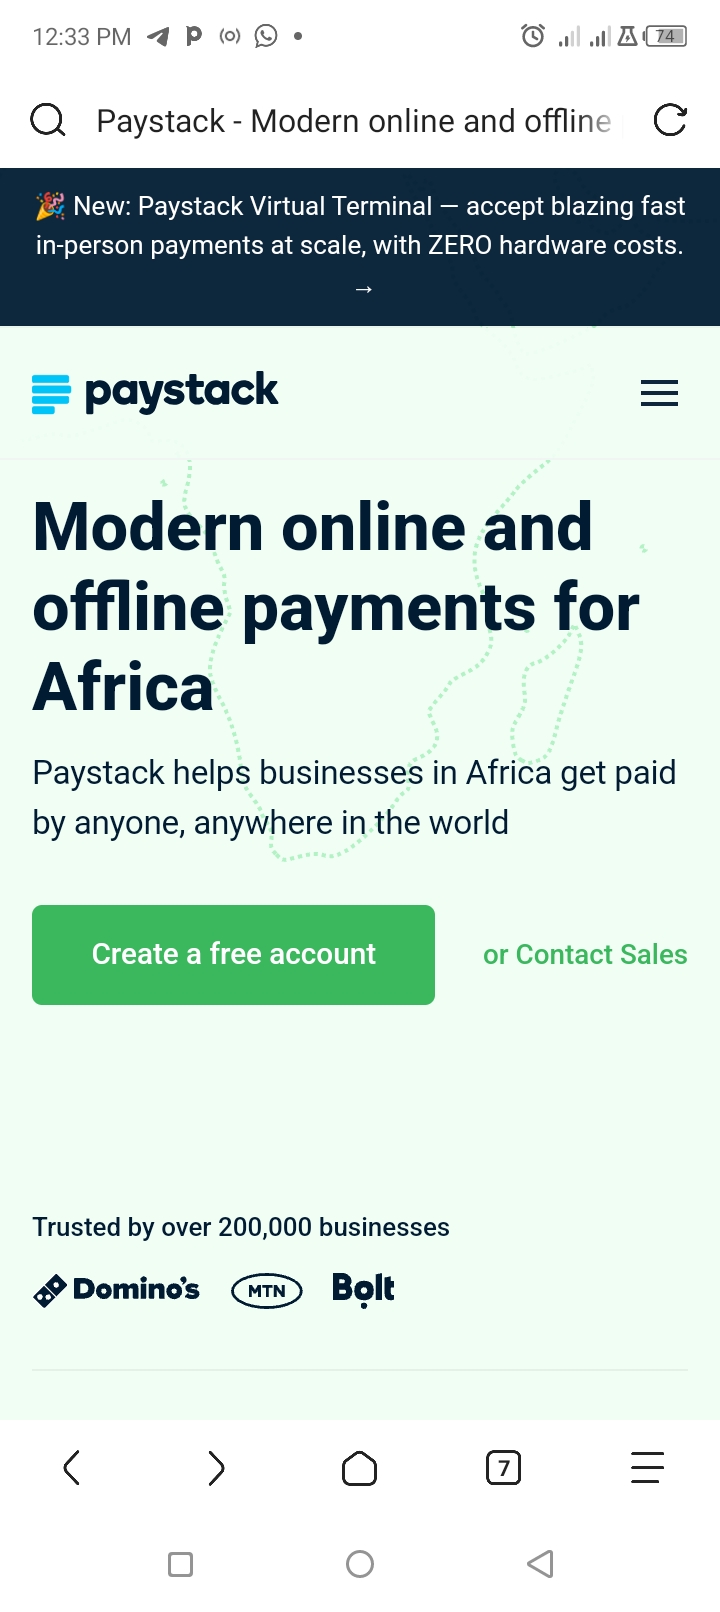 12:33 PM
74
Paystack - Modern online and offline
🎉 New: Paystack Virtual Terminal — accept blazing fast
in-person payments at scale, with ZERO hardware costs.
→
paystack
Modern online and
offline payments for
Africa
Paystack helps businesses in Africa get paid
by anyone, anywhere in the world
Create a free account
or Contact Sales
Trusted by over 200,000 businesses
Domino's MTN Bolt
7